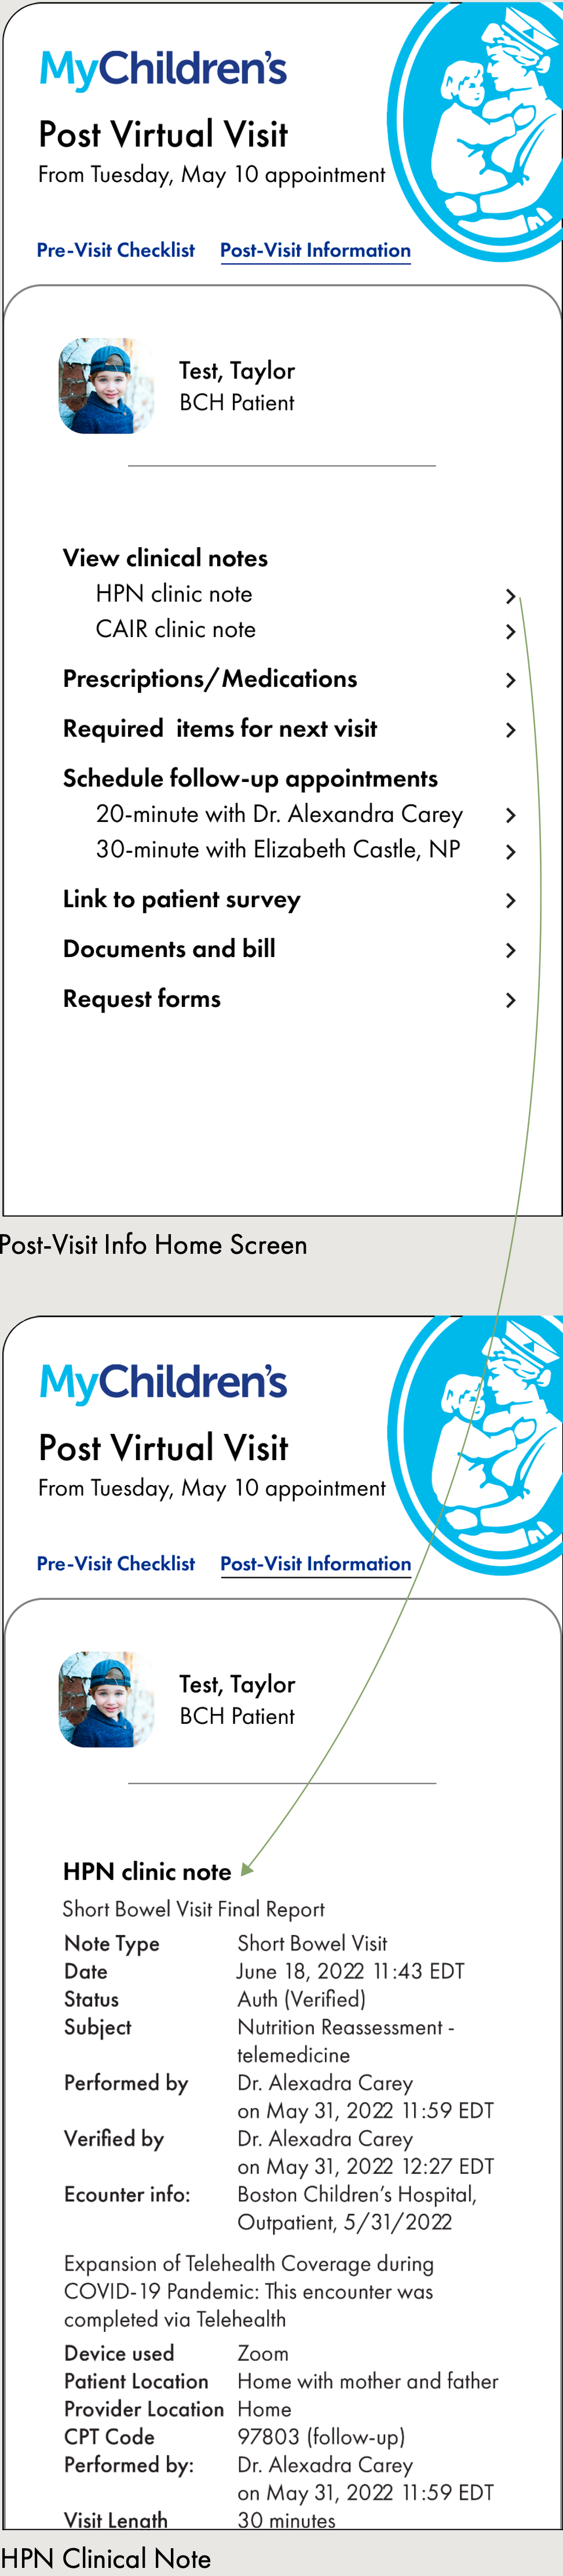 MyChildren's
Post Virtual Visit
From Tuesday, May 10 appointment
Pre-Visit Checklist Post-Visit Information
Test, Taylor
BCH Patient
View clinical notes
HPN clinic note
CAIR clinic note
Prescriptions/Medications
Required items for next visit
Schedule follow-up appointments
20-minute with Dr. Alexandra Carey
30-minute with Elizabeth Castle, NP
Link to patient survey
Documents and bill
Request forms
Post-Visit Info Home Screen
MyChildren's
Post Virtual Visit
From Tuesday, May 10 appointment
Pre-Visit Checklist Post-Visit Information
Test, Taylor
BCH Patient
HPN clinic note
Short Bowel Visit Final Report
Note Type Short Bowel Visit
Date June 18, 2022 11:43 EDT
Status Auth (Verified)
Subject Nutrition Reassessment -
telemedicine
Performed by Dr. Alexadra Carey
on May 31, 2022 11:59 EDT
Verified by Dr. Alexadra Carey
on May 31, 2022 12:27 EDT
Ecounter info: Boston Children's Hospital,
Outpatient, 5/31/2022
Expansion of Telehealth Coverage during
COVID-19 Pandemic: This encounter was
completed via Telehealth
Device used Zoom
Patient Location Home with mother and father
Provider Location Home
CPT Code 97803 (follow-up)
Performed by: Dr. Alexadra Carey
on May 31, 2022 11:59 EDT
Visit Length 30 minutes
HPN Clinical Note